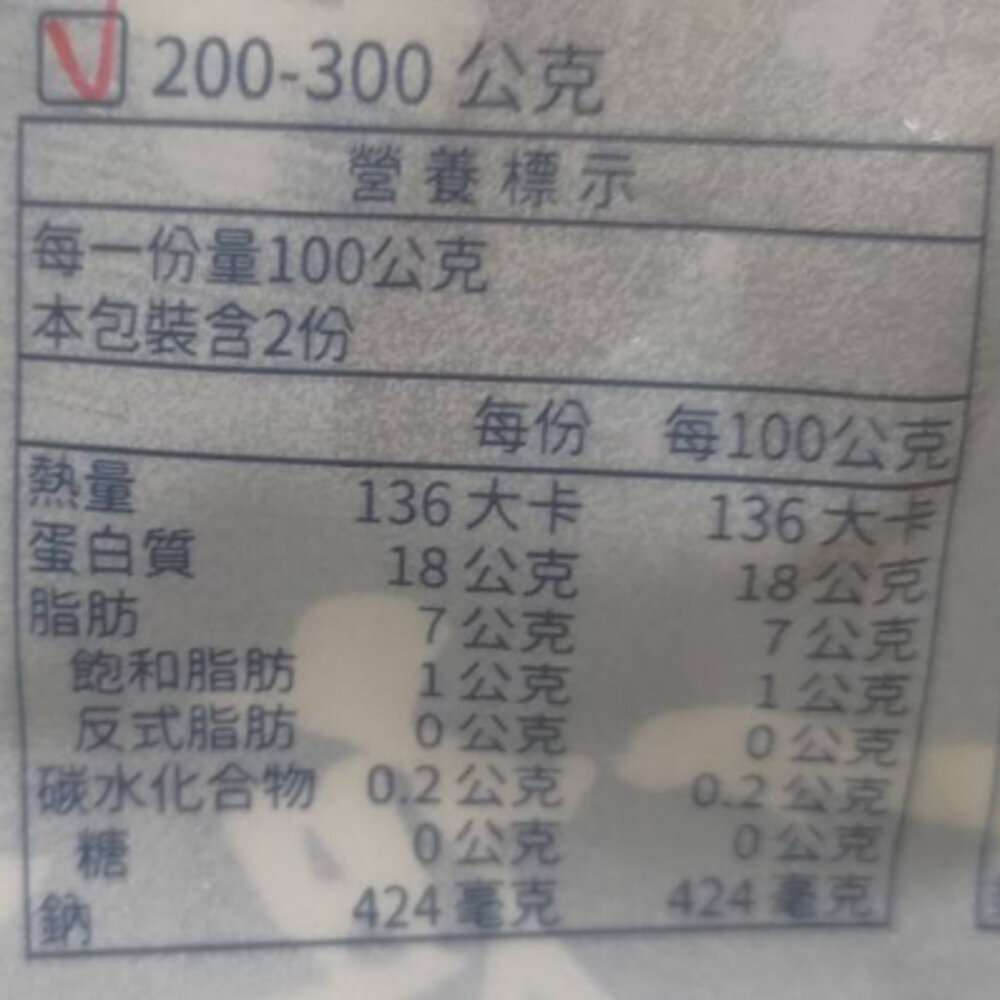 200-300 公克
營養標示
每一份量100公克
本包裝含2份
每份 每100公克
熱量 136 大卡 136 大卡
蛋白質 18 公克 18 公克
脂肪 7 公克 7 公克
飽和脂肪 1 公克 1 公克
反式脂肪 0 公克 0 公克
碳水化合物 0.2 公克 0.2 公克
糖 0 公克 0 公克
鈉 424 毫克 424 毫克